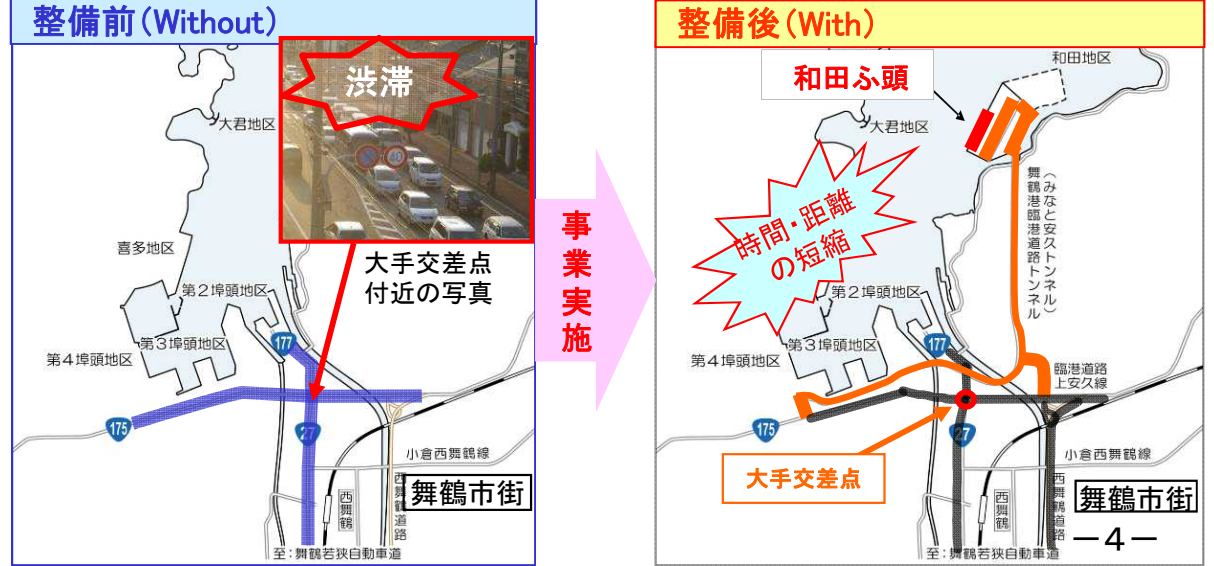 整備前(Without)
渋滞
40
大君地区
喜多地区
大手交差点
付近の写真
第2埠頭地区
第3埠頭地区
第4埠頭地区
177
175
27
小倉西舞鶴線
西舞鶴道路
西舞鶴
舞鶴市街
至:舞鶴若狭自動車道
事業実施
整備後(With)
和田地区
和田ふ頭
大君地区
時間・距離
の短縮
(みなと安久トンネル)
舞鶴港臨港道路トンネル
第2埠頭地区
第3埠頭地区
第4埠頭地区
177
臨港道路
上安久線
175
27
大手交差点
小倉西舞鶴線
西舞鶴道路
西舞鶴
舞鶴市街
至:舞鶴若狭自動車道
-4-